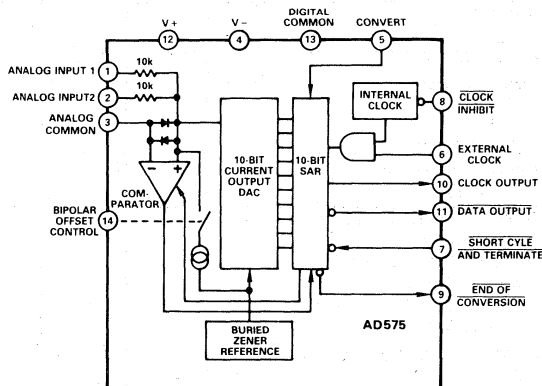 V+
12
V-
4
DIGITAL
COMMON
13
CONVERT
5
ANALOG INPUT 1
1
10k
ANALOG INPUT2
2
10k
ANALOG
COMMON
3
INTERNAL
CLOCK
8
CLOCK
INHIBIT
10-BIT
CURRENT
OUTPUT
DAC
10-BIT
SAR
6
EXTERNAL
CLOCK
-
+
COM-
PARATOR
10
CLOCK OUTPUT
BIPOLAR
OFFSET
CONTROL
14
11
DATA OUTPUT
7
SHORT CYLE
AND TERMINATE
9
END OF
CONVERSION
AD575
BURIED
ZENER
REFERENCE